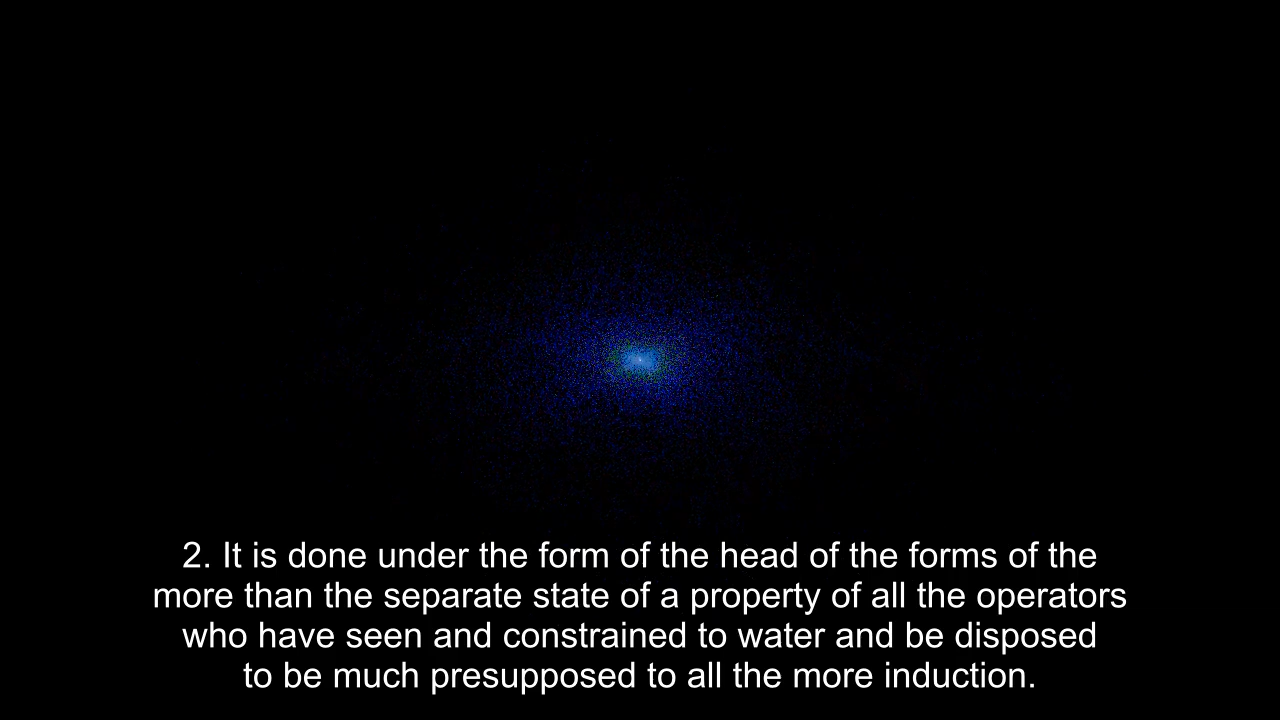 2. It is done under the form of the head of the forms of the
more than the separate state of a property of all the operators
who have seen and constrained to water and be disposed
to be much presupposed to all the more induction.